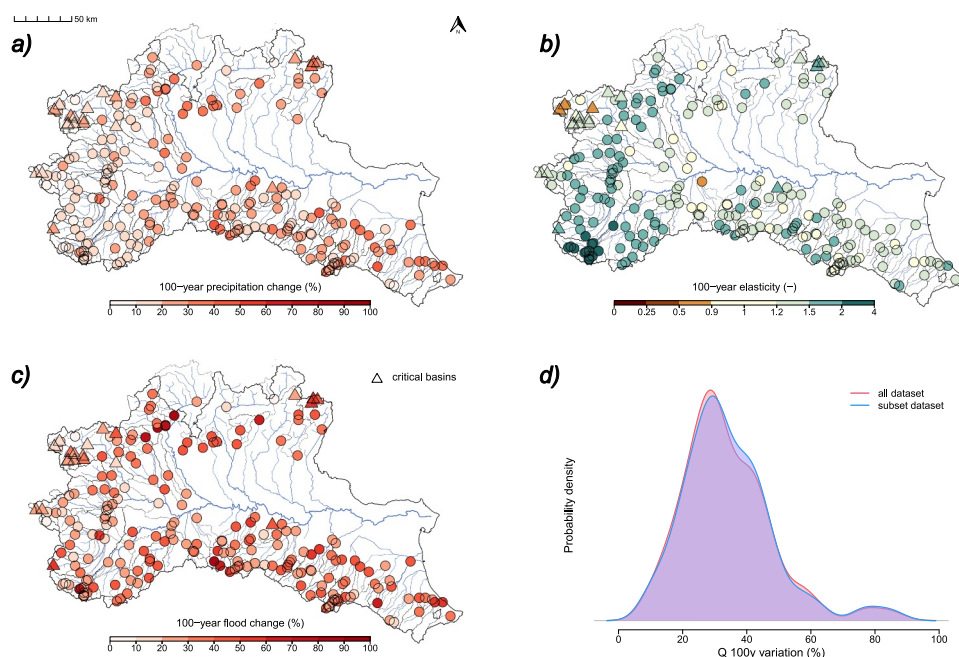 50 km
N
a)
100−year precipitation change (%)
0 10 20 30 40 50 60 70 80 90 100
b)
100−year elasticity (−)
0 0.25 0.5 0.9 1 1.2 1.5 2 4
c)
critical basins
100−year flood change (%)
0 10 20 30 40 50 60 70 80 90 100
d)
all dataset
subset dataset
Probability density
0 20 40 60 80 100
Q 100y variation (%)